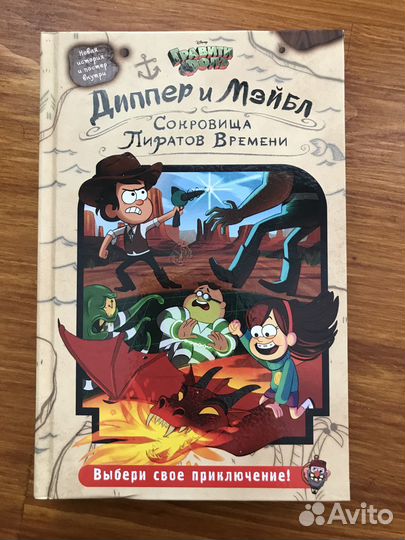 Новая
история
и постер
внутри
Disney
ГРАВИТИ
ФОЛЗ
Диппер и Мэйбл
Сокровища
Пиратов Времени
Выбери свое приключение!
Avito